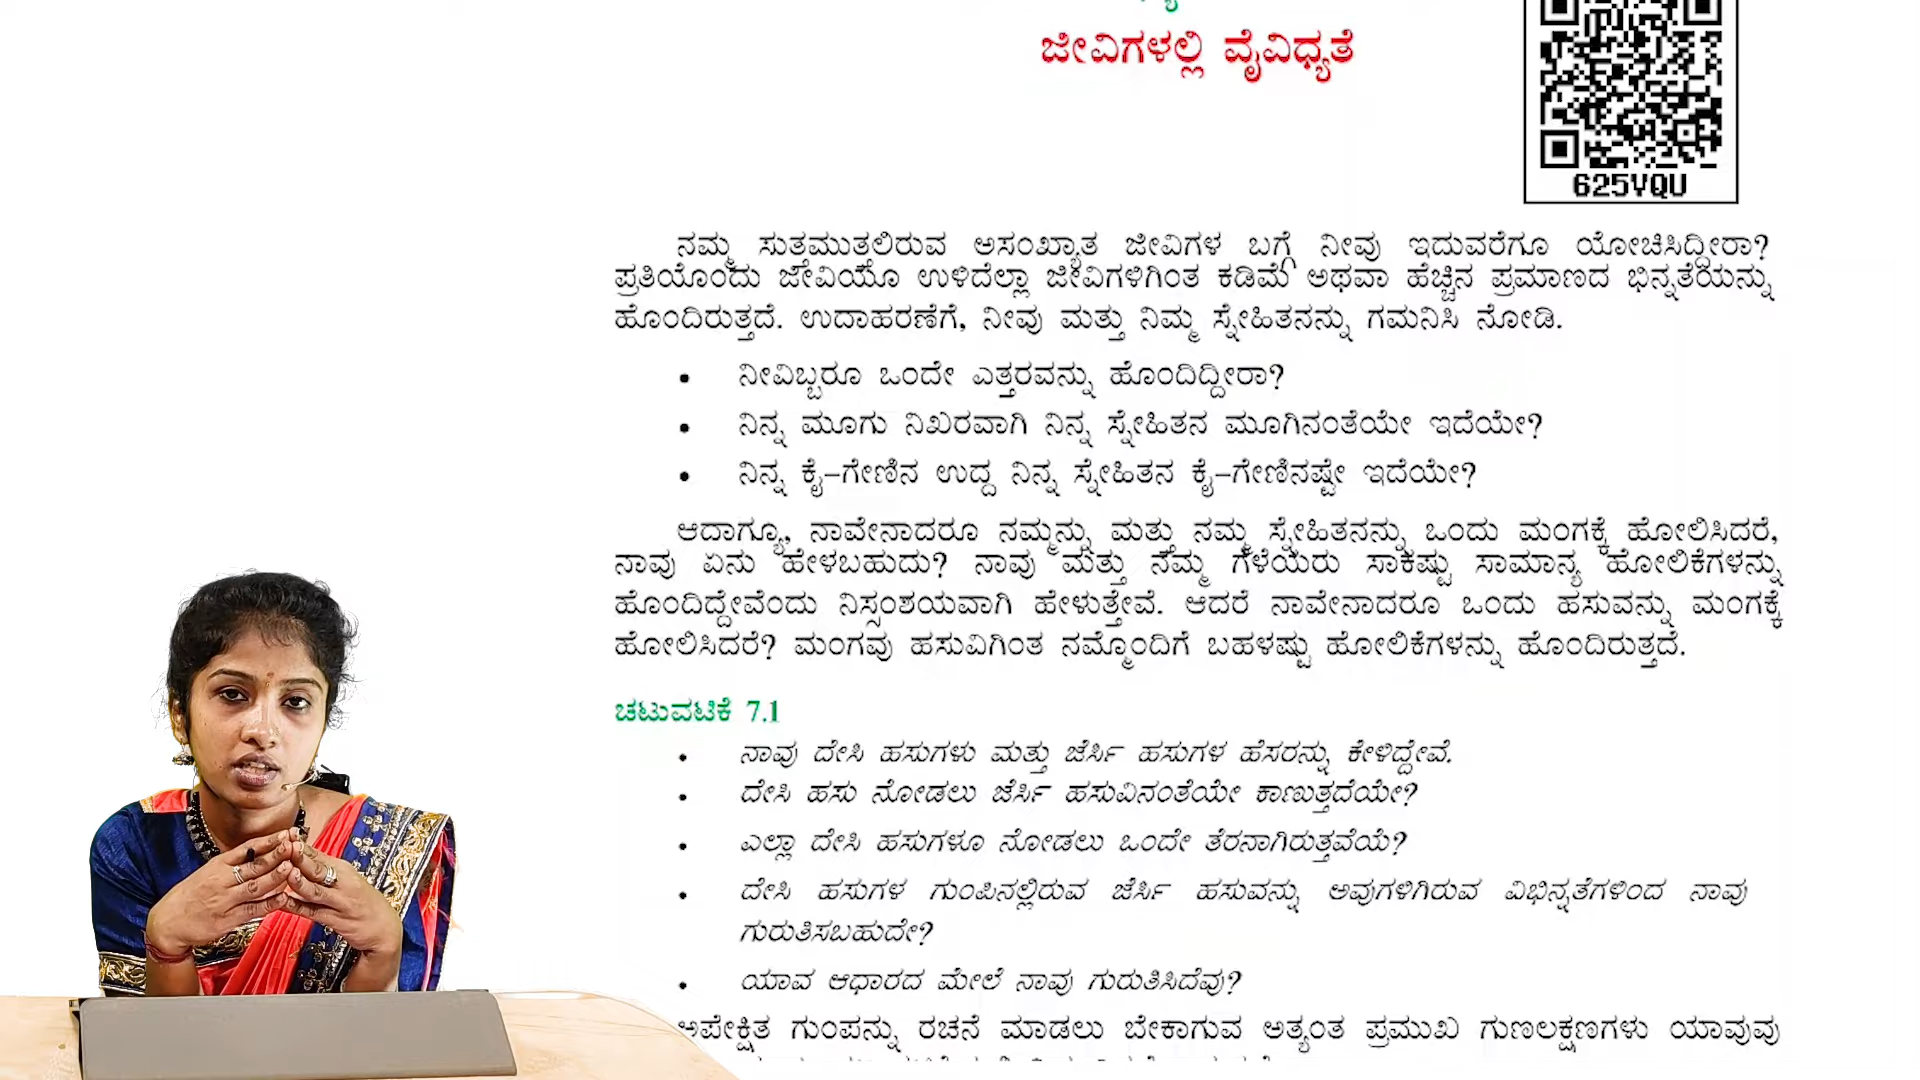 ಜೀವಿಗಳಲ್ಲಿ ವೈವಿಧ್ಯತೆ
625VQU
ನಮ್ಮ ಸುತ್ತಮುತ್ತಲಿರುವ ಅಸಂಖ್ಯಾತ ಜೀವಿಗಳ ಬಗ್ಗೆ ನೀವು ಇದುವರೆಗೂ ಯೋಚಿಸಿದ್ದೀರಾ?
ಪ್ರತಿಯೊಂದು ಜೀವಿಯೂ ಉಳಿದೆಲ್ಲಾ ಜೀವಿಗಳಿಗಿಂತ ಕಡಿಮೆ ಅಥವಾ ಹೆಚ್ಚಿನ ಪ್ರಮಾಣದ ಭಿನ್ನತೆಯನ್ನು
ಹೊಂದಿರುತ್ತದೆ. ಉದಾಹರಣೆಗೆ, ನೀವು ಮತ್ತು ನಿಮ್ಮ ಸ್ನೇಹಿತನನ್ನು ಗಮನಿಸಿ ನೋಡಿ.
• ನೀವಿಬ್ಬರೂ ಒಂದೇ ಎತ್ತರವನ್ನು ಹೊಂದಿದ್ದೀರಾ?
• ನಿನ್ನ ಮೂಗು ನಿಖರವಾಗಿ ನಿನ್ನ ಸ್ನೇಹಿತನ ಮೂಗಿನಂತೆಯೇ ಇದೆಯೇ?
• ನಿನ್ನ ಕೈ–ಗೇಣಿನ ಉದ್ದ ನಿನ್ನ ಸ್ನೇಹಿತನ ಕೈ–ಗೇಣಿನಷ್ಟೇ ಇದೆಯೇ?
ಆದಾಗ್ಯೂ, ನಾವೇನಾದರೂ ನಮ್ಮನ್ನು ಮತ್ತು ನಮ್ಮ ಸ್ನೇಹಿತನನ್ನು ಒಂದು ಮಂಗಕ್ಕೆ ಹೋಲಿಸಿದರೆ,
ನಾವು ಏನು ಹೇಳಬಹುದು? ನಾವು ಮತ್ತು ನಮ್ಮ ಗೆಳೆಯರು ಸಾಕಷ್ಟು ಸಾಮಾನ್ಯ ಹೋಲಿಕೆಗಳನ್ನು
ಹೊಂದಿದ್ದೇವೆಂದು ನಿಸ್ಸಂಶಯವಾಗಿ ಹೇಳುತ್ತೇವೆ. ಆದರೆ ನಾವೇನಾದರೂ ಒಂದು ಹಸುವನ್ನು ಮಂಗಕ್ಕೆ
ಹೋಲಿಸಿದರೆ? ಮಂಗವು ಹಸುವಿಗಿಂತ ನಮ್ಮೊಂದಿಗೆ ಬಹಳಷ್ಟು ಹೋಲಿಕೆಗಳನ್ನು ಹೊಂದಿರುತ್ತದೆ.
ಚಟುವಟಿಕೆ 7.1
• ನಾವು ದೇಸಿ ಹಸುಗಳು ಮತ್ತು ಜೆರ್ಸಿ ಹಸುಗಳ ಹೆಸರನ್ನು ಕೇಳಿದ್ದೇವೆ.
• ದೇಸಿ ಹಸು ನೋಡಲು ಜೆರ್ಸಿ ಹಸುವಿನಂತೆಯೇ ಕಾಣುತ್ತದೆಯೇ?
• ಎಲ್ಲಾ ದೇಸಿ ಹಸುಗಳೂ ನೋಡಲು ಒಂದೇ ತೆರನಾಗಿರುತ್ತವೆಯೆ?
• ದೇಸಿ ಹಸುಗಳ ಗುಂಪಿನಲ್ಲಿರುವ ಜೆರ್ಸಿ ಹಸುವನ್ನು ಅವುಗಳಿಗಿರುವ ವಿಭಿನ್ನತೆಗಳಿಂದ ನಾವು
ಗುರುತಿಸಬಹುದೇ?
• ಯಾವ ಆಧಾರದ ಮೇಲೆ ನಾವು ಗುರುತಿಸಿದೆವು?
ಅಪೇಕ್ಷಿತ ಗುಂಪನ್ನು ರಚನೆ ಮಾಡಲು ಬೇಕಾಗುವ ಅತ್ಯಂತ ಪ್ರಮುಖ ಗುಣಲಕ್ಷಣಗಳು ಯಾವುವು